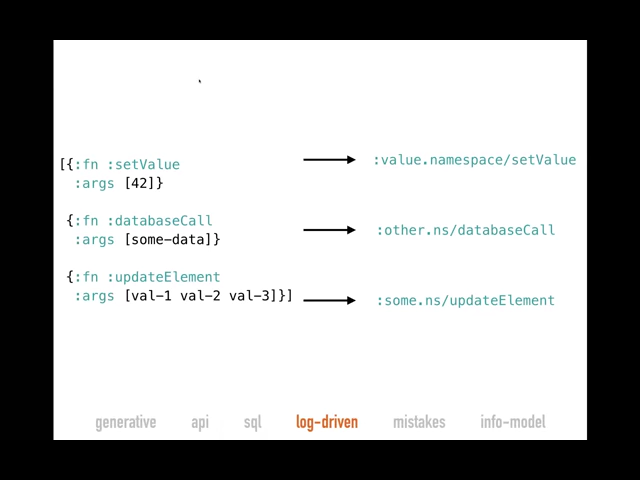 [{:fn :setValue
:args [42]}
{:fn :databaseCall
:args [some-data]}
{:fn :updateElement
:args [val-1 val-2 val-3]}]
:value.namespace/setValue
:other.ns/databaseCall
:some.ns/updateElement
generative api sql log-driven mistakes info-model